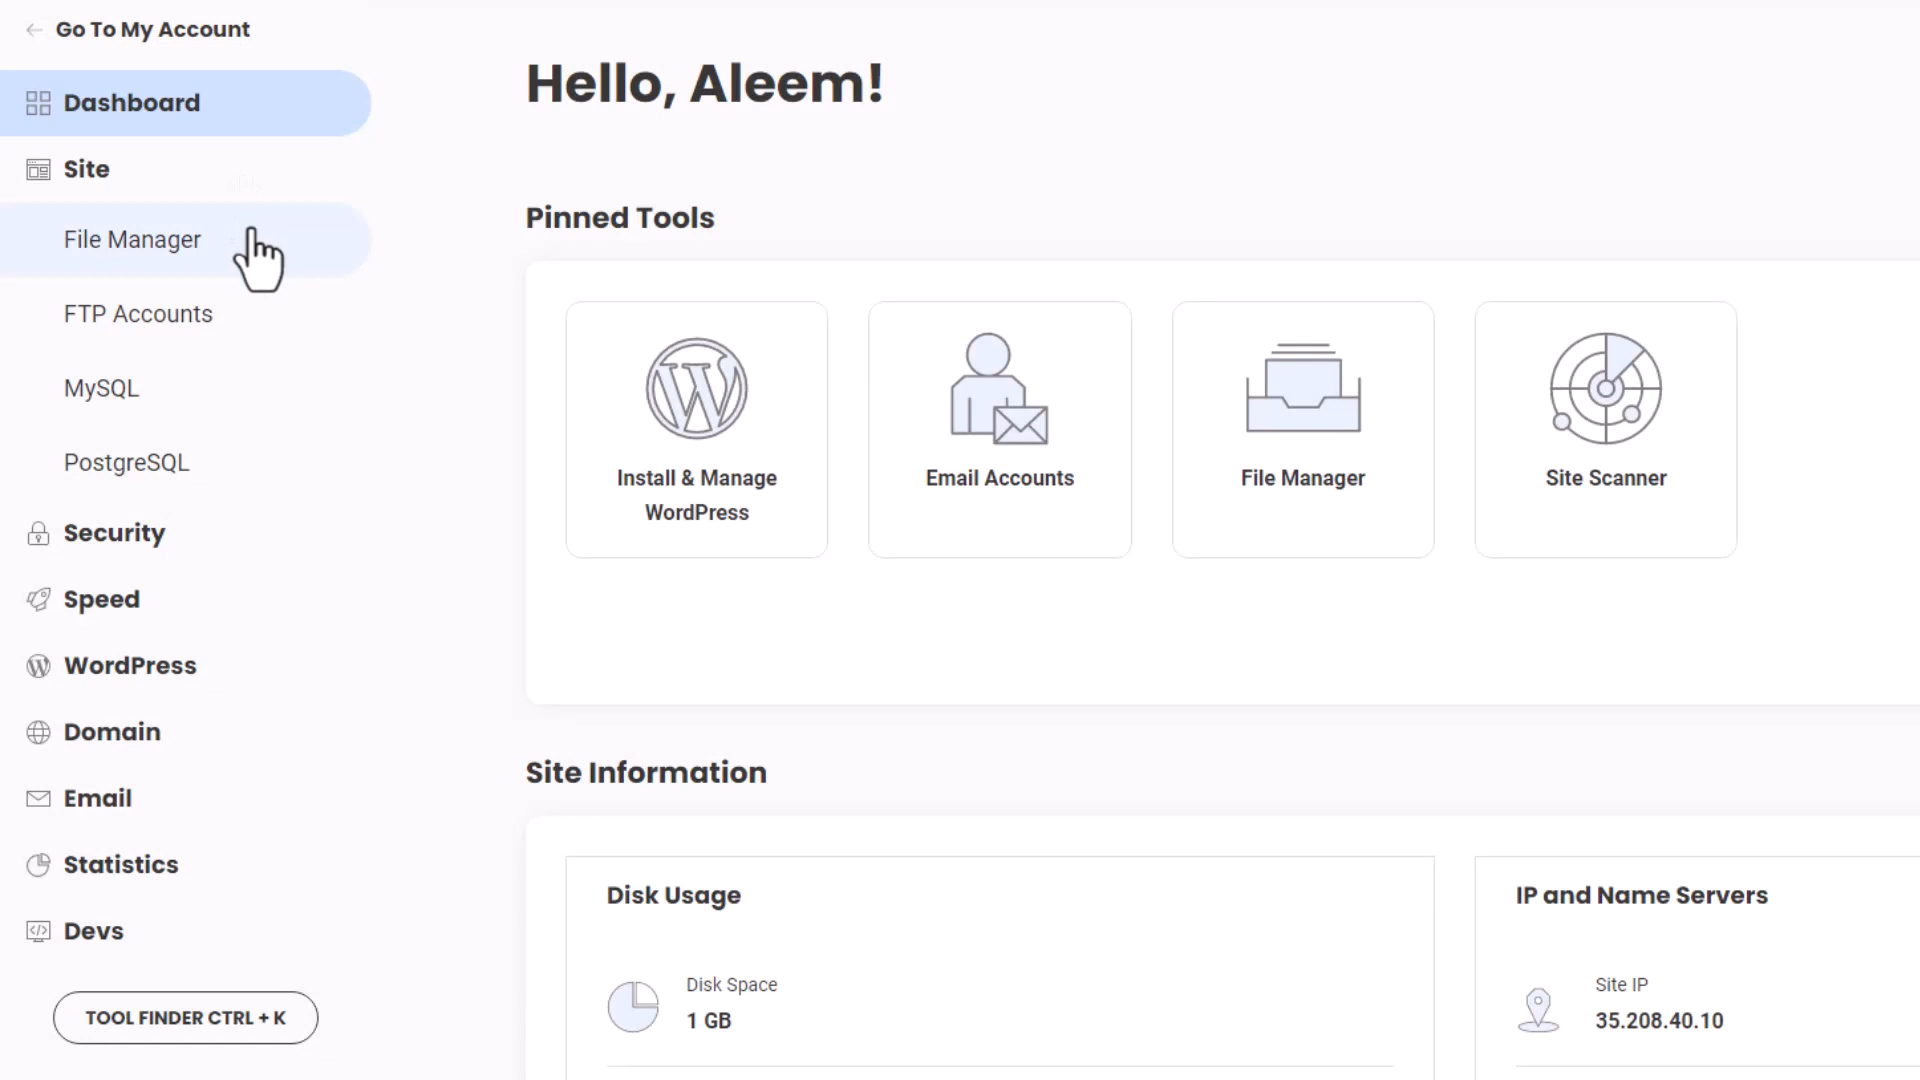 Go To My Account
Dashboard
Site
File Manager
FTP Accounts
MySQL
PostgreSQL
Security
Speed
WordPress
Domain
Email
Statistics
Devs
TOOL FINDER CTRL + K
Hello, Aleem!
Pinned Tools
Install & Manage
WordPress
Email Accounts
File Manager
Site Scanner
Site Information
Disk Usage
Disk Space
1 GB
IP and Name Servers
Site IP
35.208.40.10